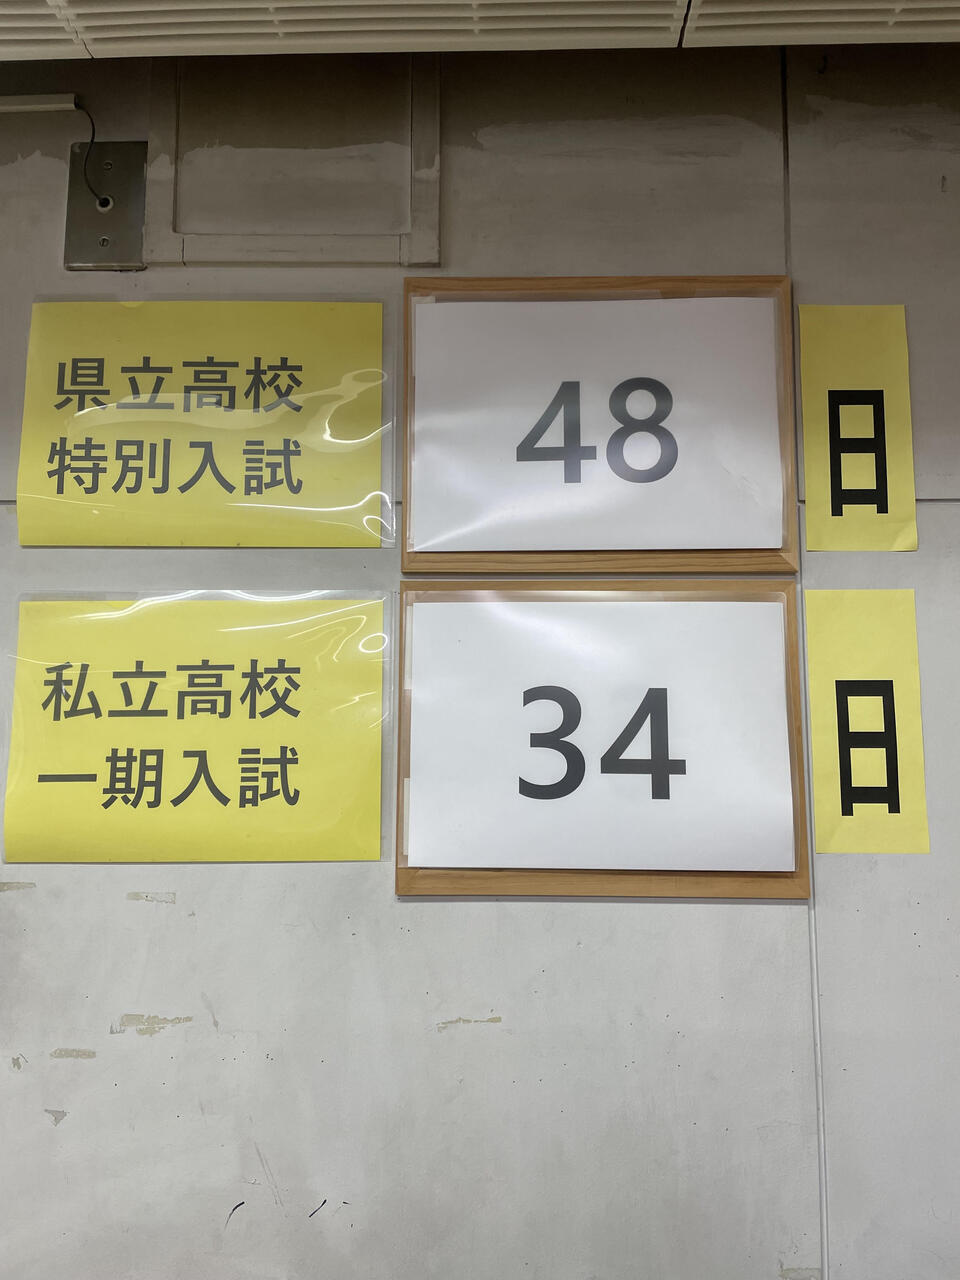 県立高校
特別入試
48
日
私立高校
一期入試
34
日